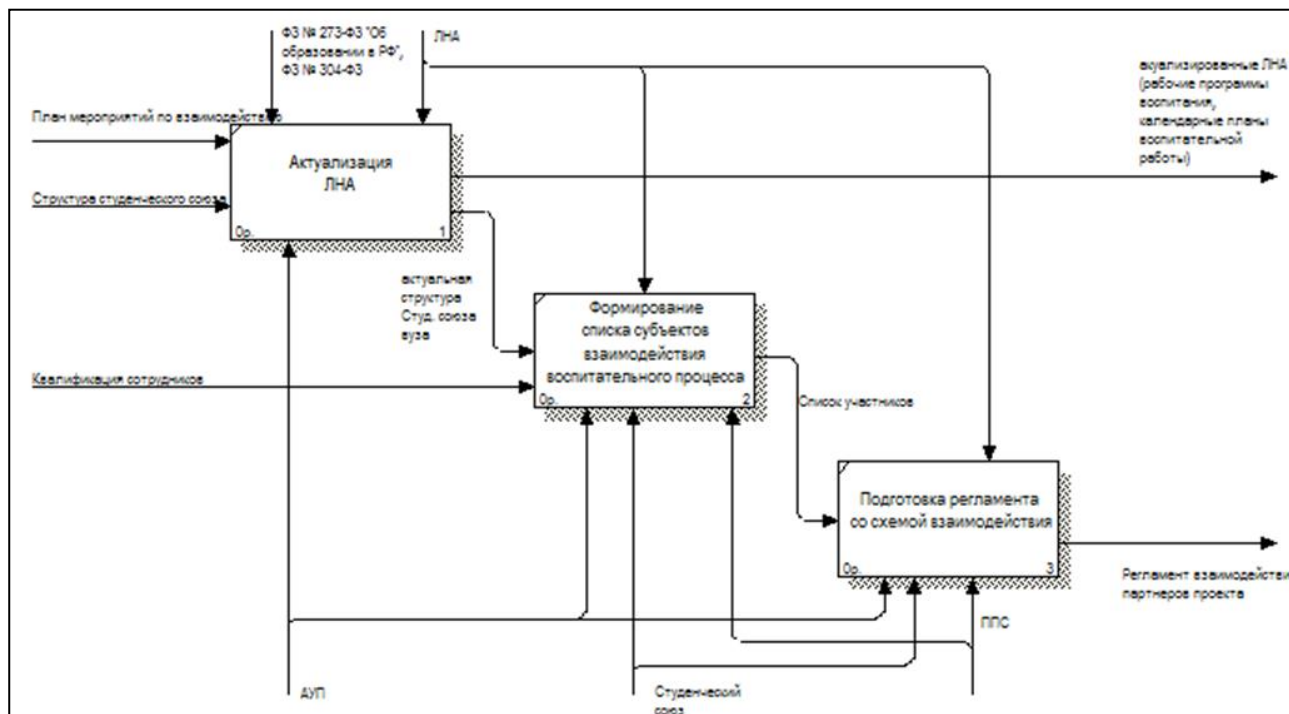 ФЗ № 273-ФЗ "Об
образовании в РФ",
ФЗ № 304-ФЗ
ЛНА
акуализированные ЛНА
(рабочие программы
воспитания,
календарные планы
воспитательной
работы)
План мероприятий по взаимодействию
Актуализация
ЛНА
Структура студенческого союза
0р.
1
актуальная
структура
Студ. союза
вуза
Формирование
списка субъектов
взаимодействия
воспитательного процесса
Квалификация сотрудников
0р.
2
Список участников
Подготовка регламента
со схемой взаимодействия
0р.
3
Регламент взаимодействи
партнеров проекта
ППС
АУП
Студенческий
союз